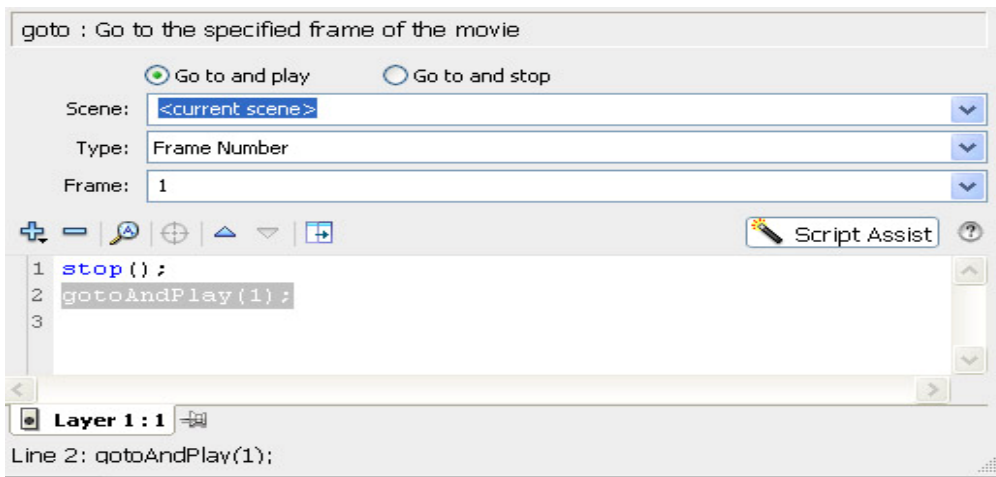 goto : Go to the specified frame of the movie
Go to and play Go to and stop
Scene: <current scene>
Type: Frame Number
Frame: 1
Script Assist ?
1 stop();
2 gotoAndPlay(1);
3
Layer 1 : 1
Line 2: gotoAndPlay(1);